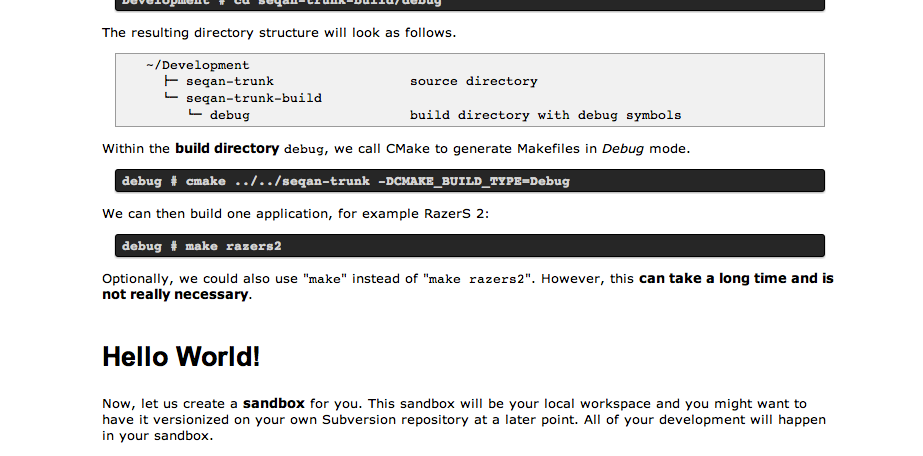 Development # cd seqan-trunk-build/debug
The resulting directory structure will look as follows.
~/Development
├─ seqan-trunk                 source directory
└─ seqan-trunk-build
   └─ debug                    build directory with debug symbols
Within the build directory debug, we call CMake to generate Makefiles in Debug mode.
debug # cmake ../../seqan-trunk -DCMAKE_BUILD_TYPE=Debug
We can then build one application, for example RazerS 2:
debug # make razers2
Optionally, we could also use "make" instead of "make razers2". However, this can take a long time and is
not really necessary.
Hello World!
Now, let us create a sandbox for you. This sandbox will be your local workspace and you might want to
have it versionized on your own Subversion repository at a later point. All of your development will happen
in your sandbox.